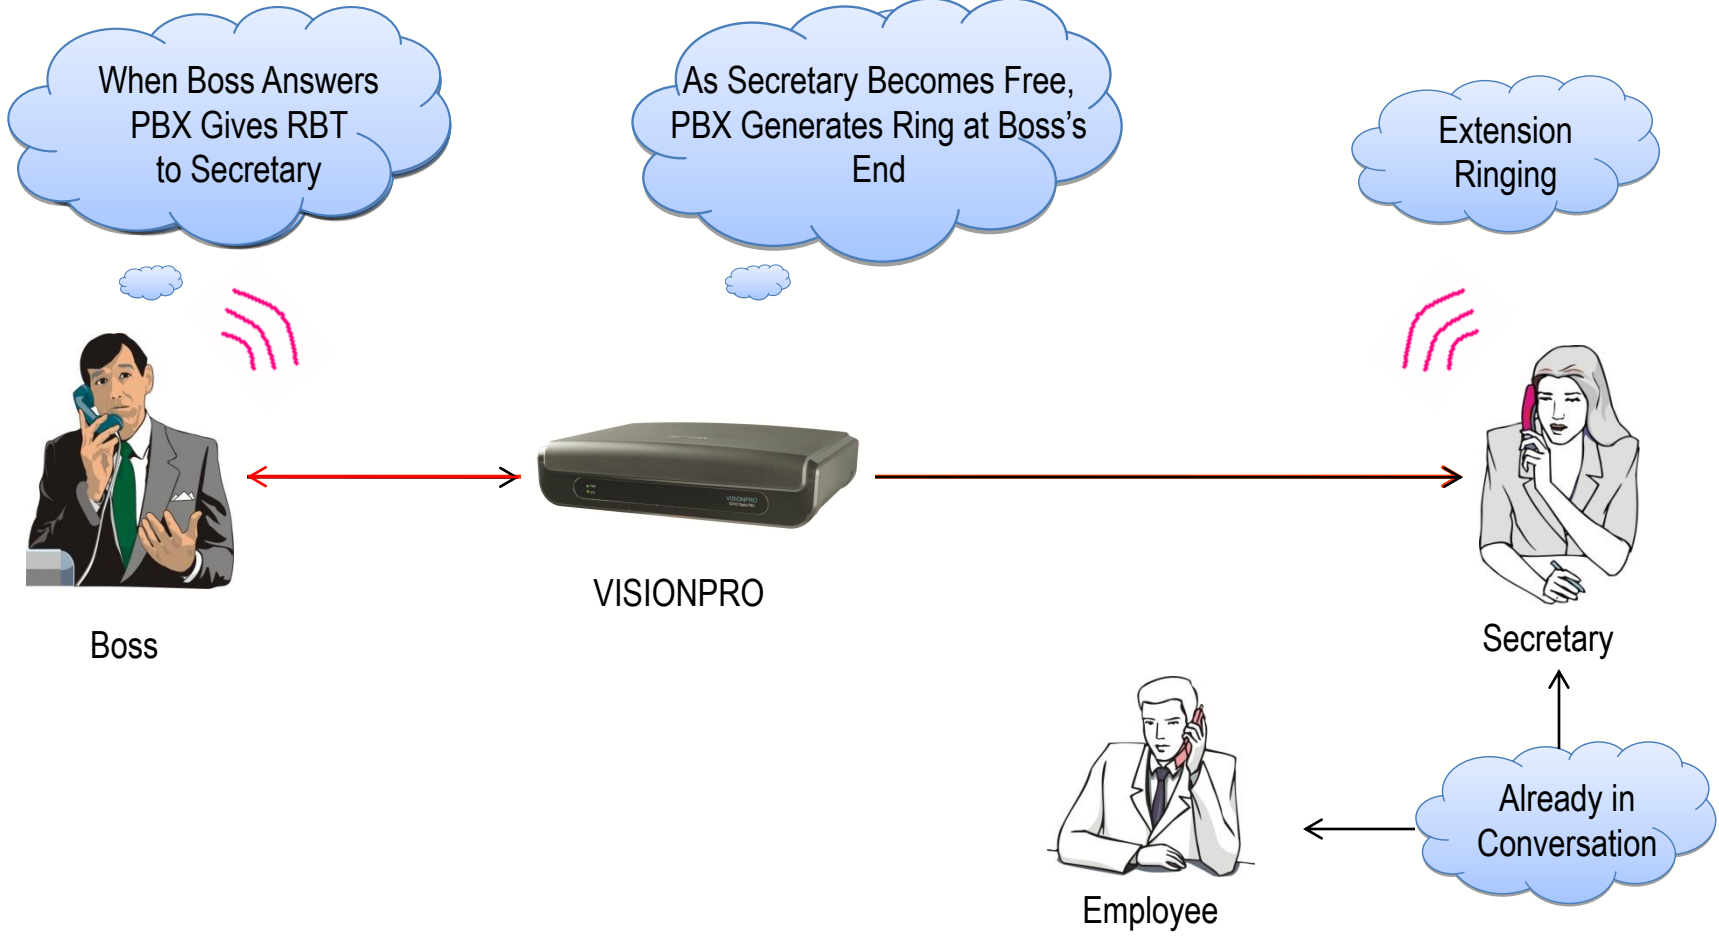 When Boss Answers
PBX Gives RBT
to Secretary
As Secretary Becomes Free,
PBX Generates Ring at Boss's
End
Extension
Ringing
VISIONPRO
VISIONPRO
Boss
Secretary
Already in
Conversation
Employee